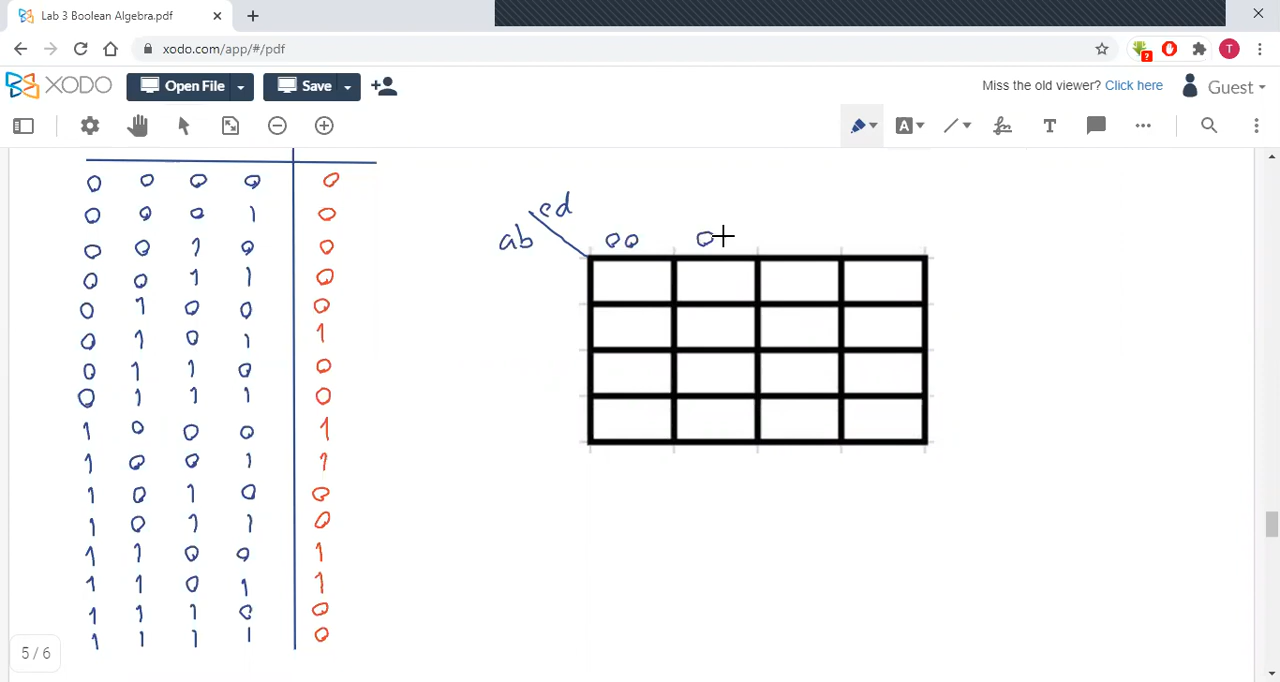 Lab 3 Boolean Algebra.pdf
xodo.com/app/#/pdf
?
T
XODO
Open File
Save
Miss the old viewer? Click here
Guest
A
T
cd
ab
00 0
0 0 0 0 0
0 0 0 1 0
0 0 1 0 0
0 0 1 1 0
0 1 0 0 0
0 1 0 1 1
0 1 1 0 0
0 1 1 1 0
1 0 0 0 1
1 0 0 1 1
1 0 1 0 0
1 0 1 1 0
1 1 0 0 1
1 1 0 1 1
1 1 1 0 0
1 1 1 1 0
5 / 6